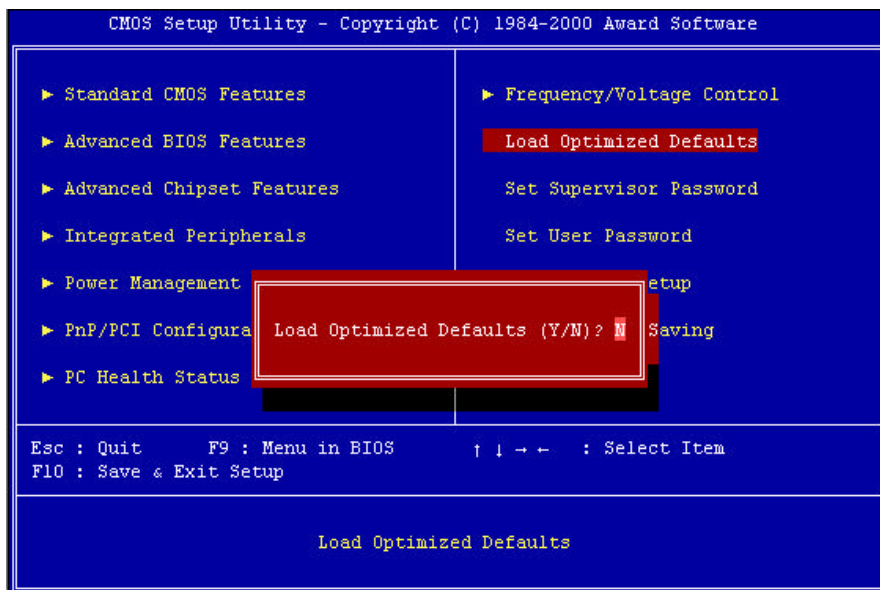 CMOS Setup Utility - Copyright (C) 1984-2000 Award Software
► Standard CMOS Features
► Advanced BIOS Features
► Advanced Chipset Features
► Integrated Peripherals
► Power Management
► PnP/PCI Configura
► PC Health Status
► Frequency/Voltage Control
Load Optimized Defaults
Set Supervisor Password
Set User Password
etup
Saving
Load Optimized Defaults (Y/N)? N
Esc : Quit F9 : Menu in BIOS ↑ ↓ → ← : Select Item
F10 : Save & Exit Setup
Load Optimized Defaults